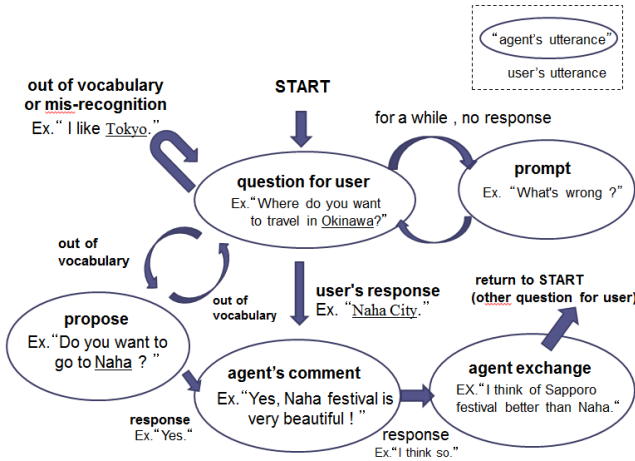 “agent’s utterance”
user’s utterance
out of vocabulary
or mis-recognition
Ex.“ I like Tokyo.”
START
for a while , no response
question for user
Ex.“Where do you want
to travel in Okinawa?”
prompt
Ex. “What's wrong ?”
out of
vocabulary
out of
vocabulary
user's response
Ex. “Naha City.”
return to START
(other question for user)
propose
Ex.“Do you want to
go to Naha ? ”
agent’s comment
Ex.“Yes, Naha festival is
very beautiful ! ”
agent exchange
EX.“I think of Sapporo
festival better than Naha.“
response
Ex.“Yes.“
response
Ex.“I think so.”